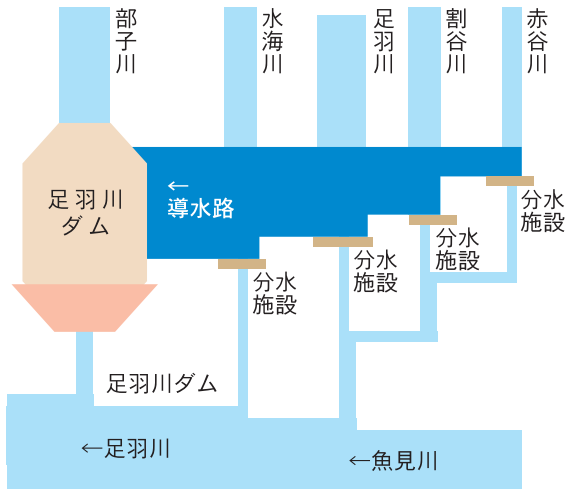 部子川
水海川
足羽川
割谷川
赤谷川
←
導水路
足羽川
ダム
分水
施設
分水
施設
分水
施設
分水
施設
足羽川ダム
←足羽川
←魚見川